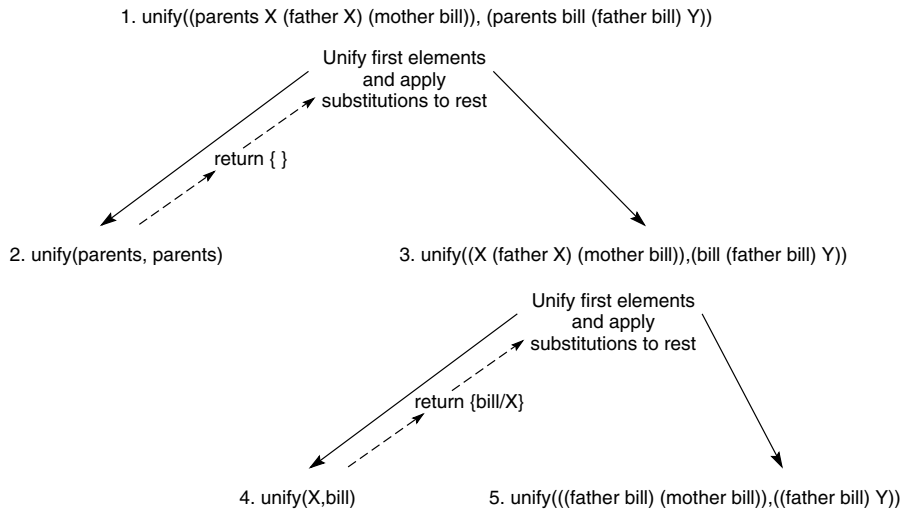 1. unify((parents X (father X) (mother bill)), (parents bill (father bill) Y))
Unify first elements
and apply
substitutions to rest
return { }
2. unify(parents, parents)
3. unify((X (father X) (mother bill)),(bill (father bill) Y))
Unify first elements
and apply
substitutions to rest
return {bill/X}
4. unify(X,bill)
5. unify(((father bill) (mother bill)),((father bill) Y))